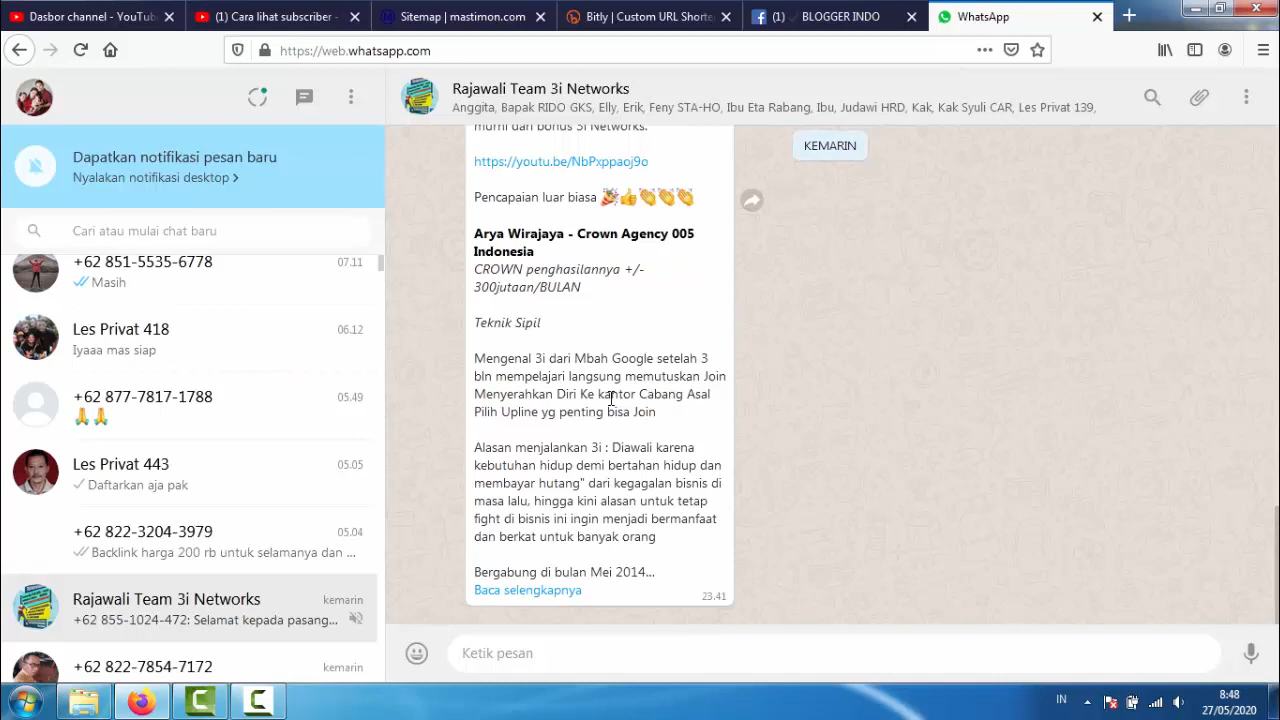 Dasbor channel - YouTu
(1) Cara lihat subscriber -
Sitemap | mastimon.com
Bitly | Custom URL Shorte
(1) BLOGGER INDO
WhatsApp
https://web.whatsapp.com
Rajawali Team 3i Networks
Anggita, Bapak RIDO GKS, Elly, Erik, Feny STA-HO, Ibu Eta Rabang, Ibu, Judawi HRD, Kak, Kak Syuli CAR, Les Privat 139,
Dapatkan notifikasi pesan baru
Nyalakan notifikasi desktop >
Cari atau mulai chat baru
+62 851-5535-6778
07.11
Masih
Les Privat 418
06.12
Iyaaa mas siap
+62 877-7817-1788
05.49
Les Privat 443
05.05
Daftarkan aja pak
+62 822-3204-3979
05.04
Backlink harga 200 rb untuk selamanya dan ...
Rajawali Team 3i Networks
kemarin
+62 855-1024-472: Selamat kepada pasang...
+62 822-7854-7172
kemarin
KEMARIN
murni dari bonus 3i Networks.
https://youtu.be/NbPxppaoj9o
Pencapaian luar biasa
Arya Wirajaya - Crown Agency 005
Indonesia
CROWN penghasilannya +/-
300jutaan/BULAN
Teknik Sipil
Mengenal 3i dari Mbah Google setelah 3
bln mempelajari langsung memutuskan Join
Menyerahkan Diri Ke kantor Cabang Asal
Pilih Upline yg penting bisa Join
Alasan menjalankan 3i : Diawali karena
kebutuhan hidup demi bertahan hidup dan
membayar hutang" dari kegagalan bisnis di
masa lalu, hingga kini alasan untuk tetap
fight di bisnis ini ingin menjadi bermanfaat
dan berkat untuk banyak orang
Bergabung di bulan Mei 2014...
Baca selengkapnya
23.41
Ketik pesan
IN
8:48
27/05/2020